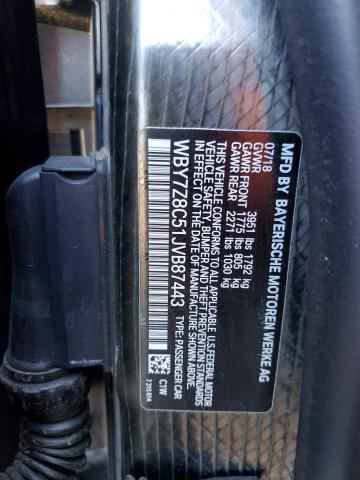 MFD BY BAYERISCHE MOTOREN WERKE AG
07/18
GVWR 3951 lbs 1792 kg
GAWR FRONT 1775 lbs 805 kg
GAWR REAR 2271 lbs 1030 kg
THIS VEHICLE CONFORMS TO ALL APPLICABLE U.S. FEDERAL MOTOR
VEHICLE SAFETY, BUMPER AND THEFT PREVENTION STANDARDS
IN EFFECT ON THE DATE OF MANUFACTURE SHOWN ABOVE.
WBY7Z8C51JVB87443 TYPE: PASSENGER CAR
C1W